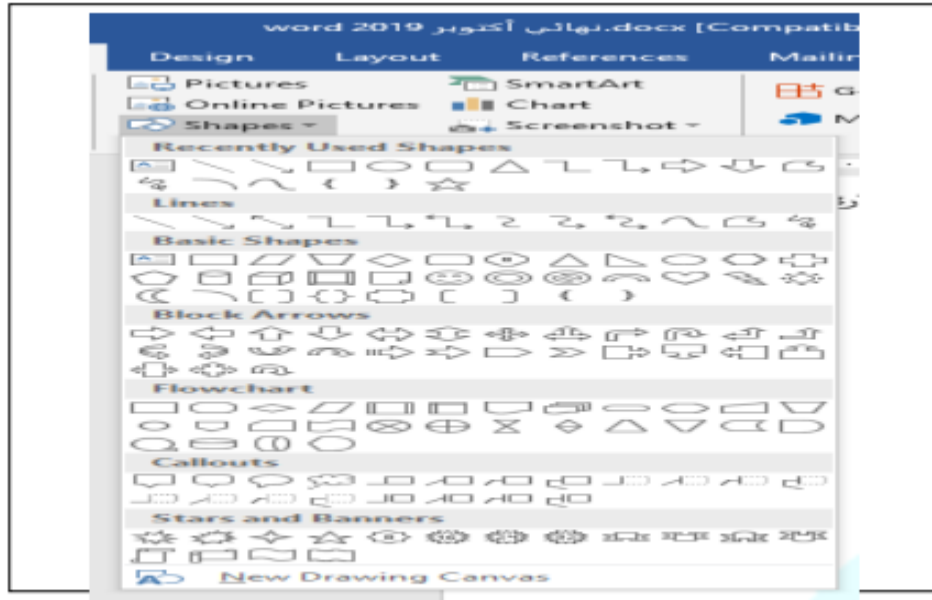 word 2019 نهائي أكتوبر.docx [Compatib
Design Layout References Mailin
Pictures SmartArt
Online Pictures Chart G
Shapes Screenshot M
Recently Used Shapes
Lines
Basic Shapes
Block Arrows
Flowchart
Callouts
Stars and Banners
New Drawing Canvas